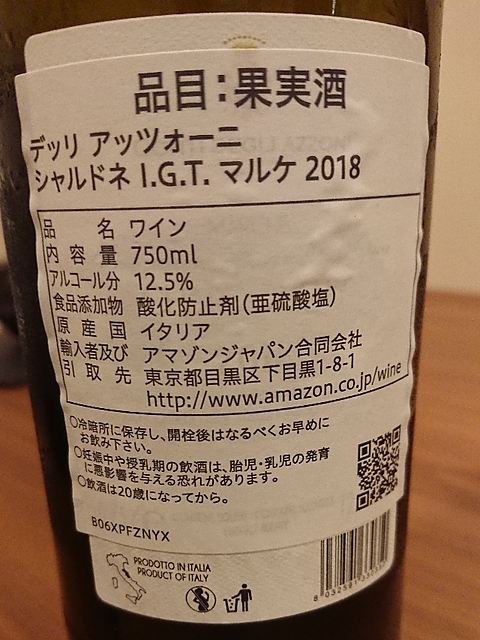 品目：果実酒
デッリ アッツォーニ
シャルドネ I.G.T. マルケ 2018
品名 ワイン
内容量 750ml
アルコール分 12.5%
食品添加物 酸化防止剤（亜硫酸塩）
原産国 イタリア
輸入者及び アマゾンジャパン合同会社
引取先 東京都目黒区下目黒1-8-1
http://www.amazon.co.jp/wine
○冷暗所に保存し、開栓後はなるべくお早めに
お飲み下さい。
○妊娠中や授乳期の飲酒は、胎児・乳児の発育
に悪影響を与える恐れがあります。
○飲酒は20歳になってから。
B06XPFZNYX
PRODOTTO IN ITALIA
PRODUCT OF ITALY